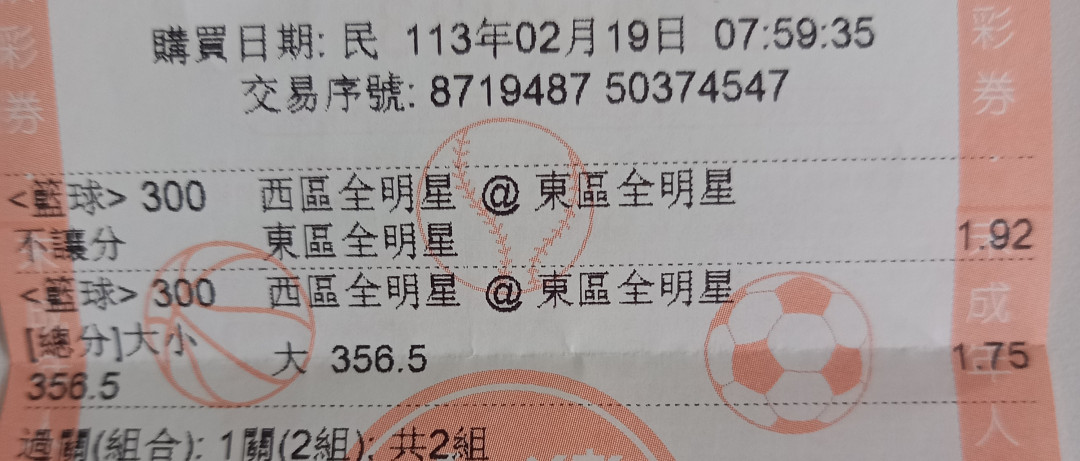 購買日期: 民 113年02月19日 07:59:35
交易序號: 8719487 50374547
<籃球> 300 西區全明星 @ 東區全明星
不讓分 東區全明星 1.92
<籃球> 300 西區全明星 @ 東區全明星
[總分]大小 大 356.5 1.75
356.5
過關(組合): 1關(2組); 共2組
彩券
彩券
成年人